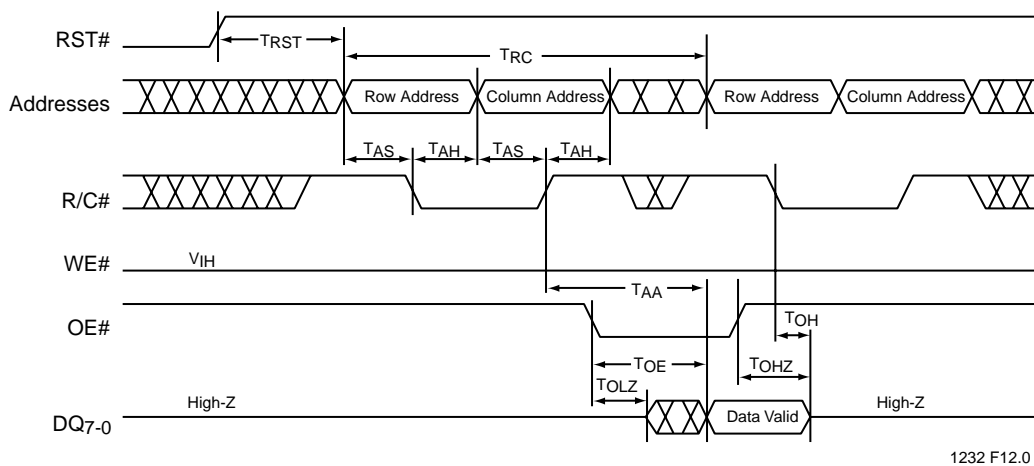 RST#
TRST
TRC
Addresses
Row Address
Column Address
Row Address
Column Address
TAS
TAH
TAS
TAH
R/C#
WE#
VIH
TAA
OE#
TOH
TOE
TOHZ
TOLZ
DQ7-0
High-Z
Data Valid
High-Z
1232 F12.0